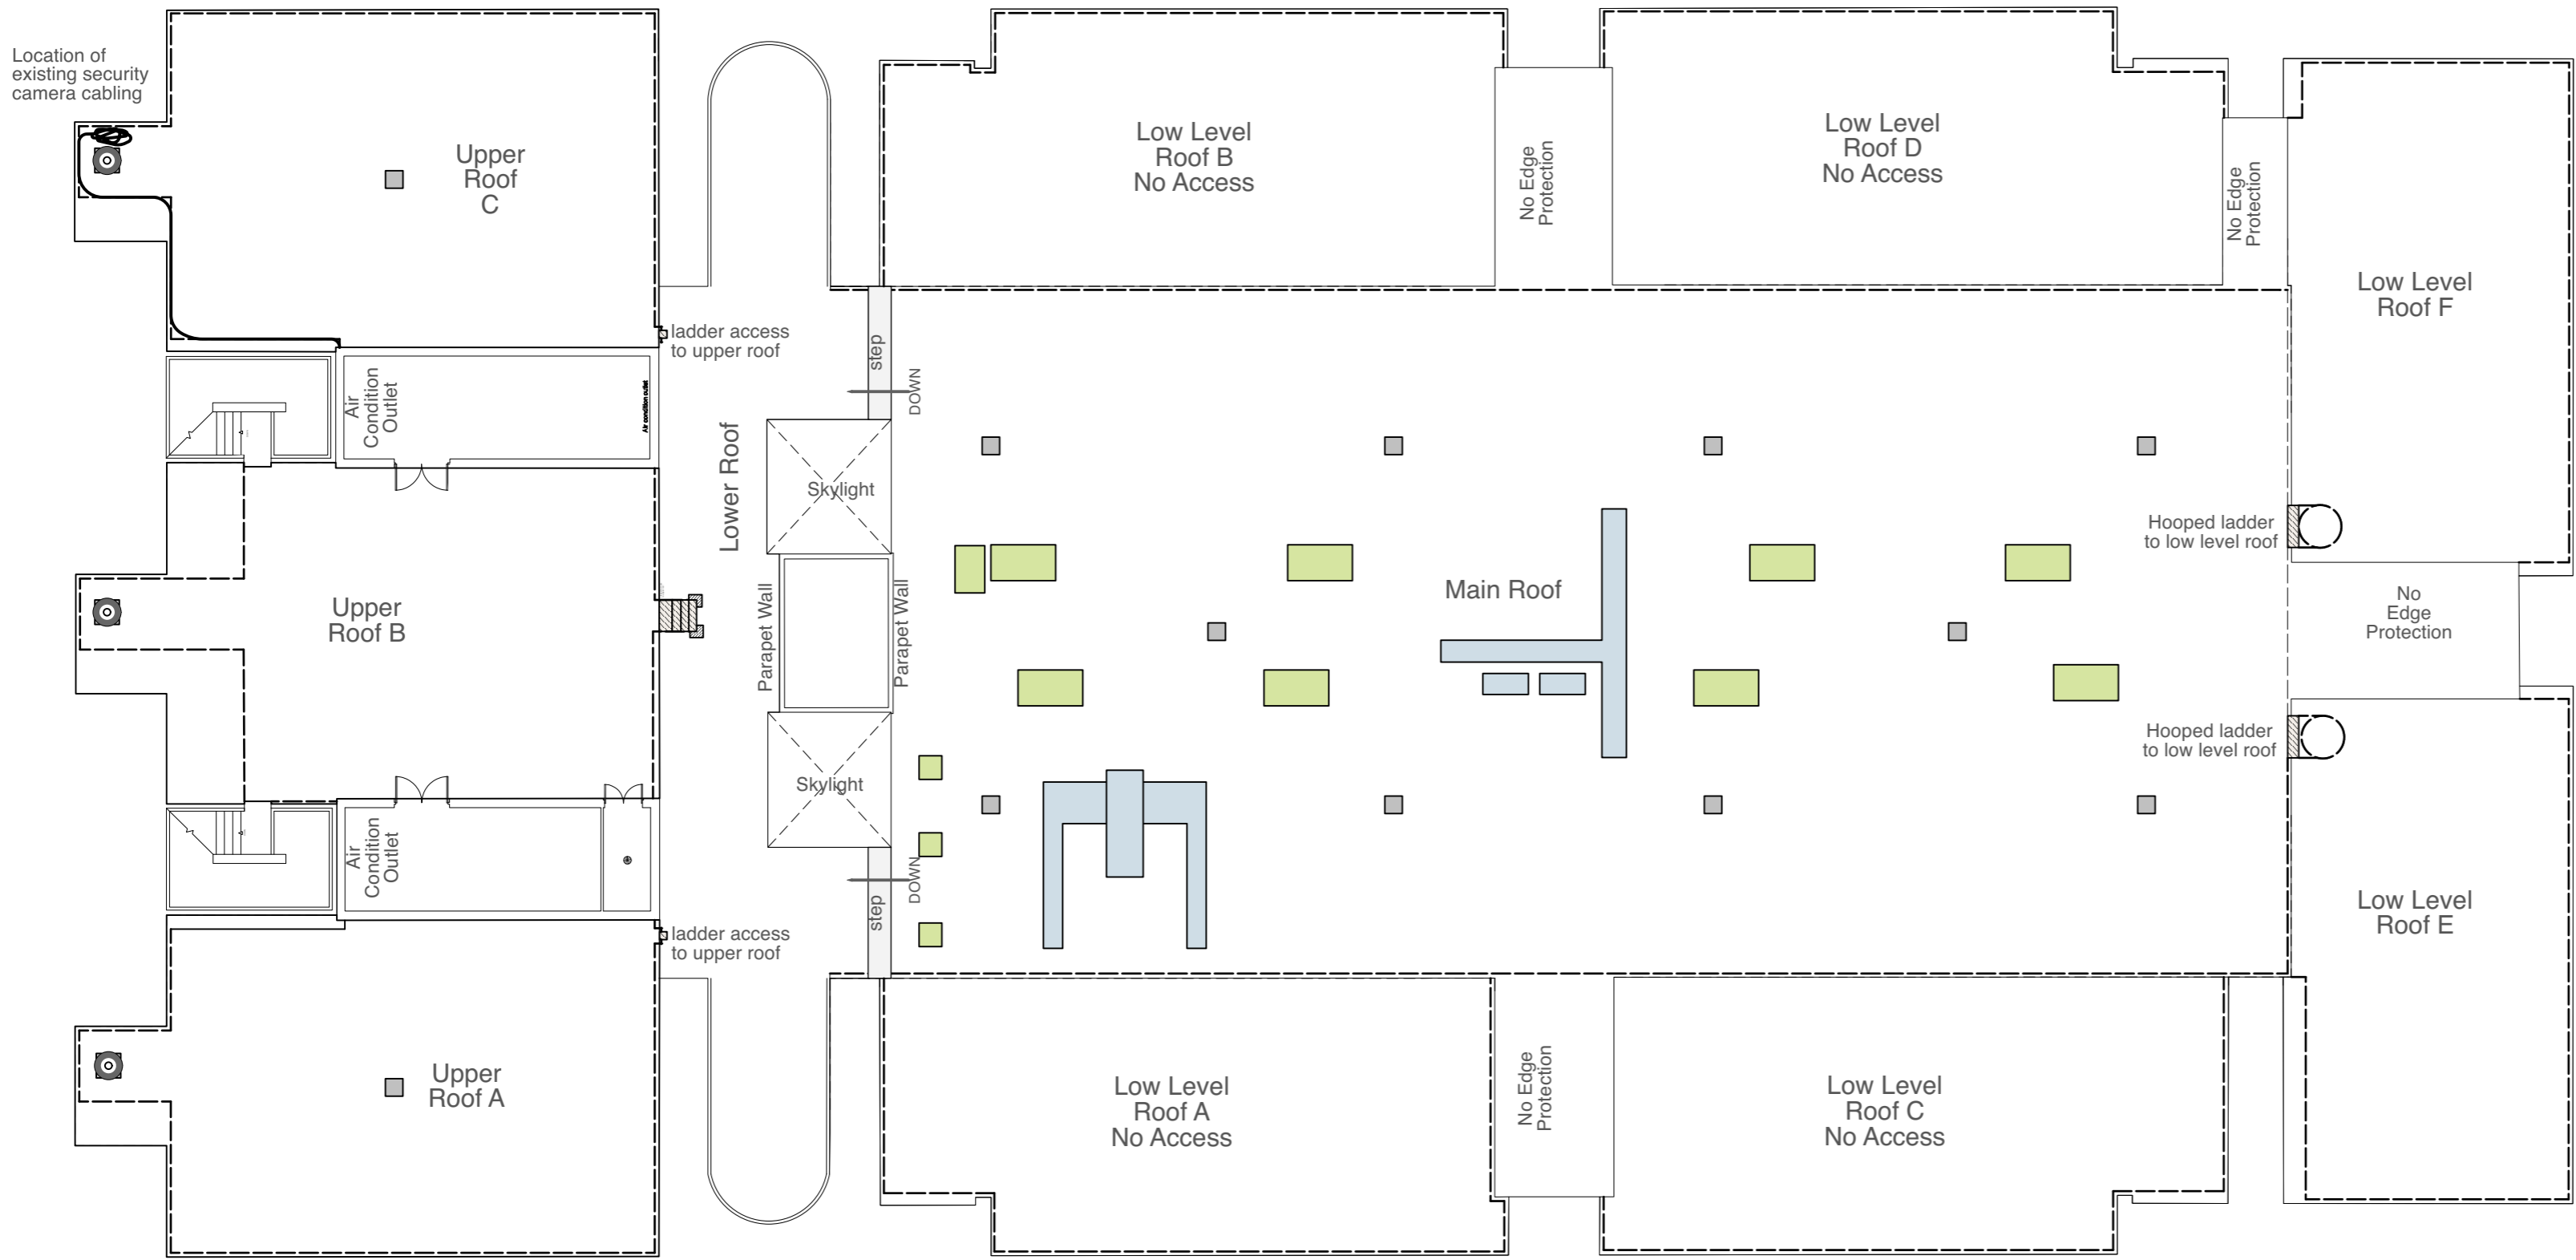 Location of
existing security
camera cabling
Upper
Roof
C
Low Level
Roof B
No Access
No Edge
Protection
Low Level
Roof D
No Access
No Edge
Protection
Low Level
Roof F
ladder access
to upper roof
step
DOWN
Air
Condition
Outlet
Air condition outlet
Lower Roof
Skylight
Hooped ladder
to low level roof
Main Roof
Upper
Roof B
Parapet Wall
Parapet Wall
No
Edge
Protection
Hooped ladder
to low level roof
Skylight
Air
Condition
Outlet
DOWN
step
ladder access
to upper roof
Low Level
Roof E
Upper
Roof A
Low Level
Roof A
No Access
No Edge
Protection
Low Level
Roof C
No Access